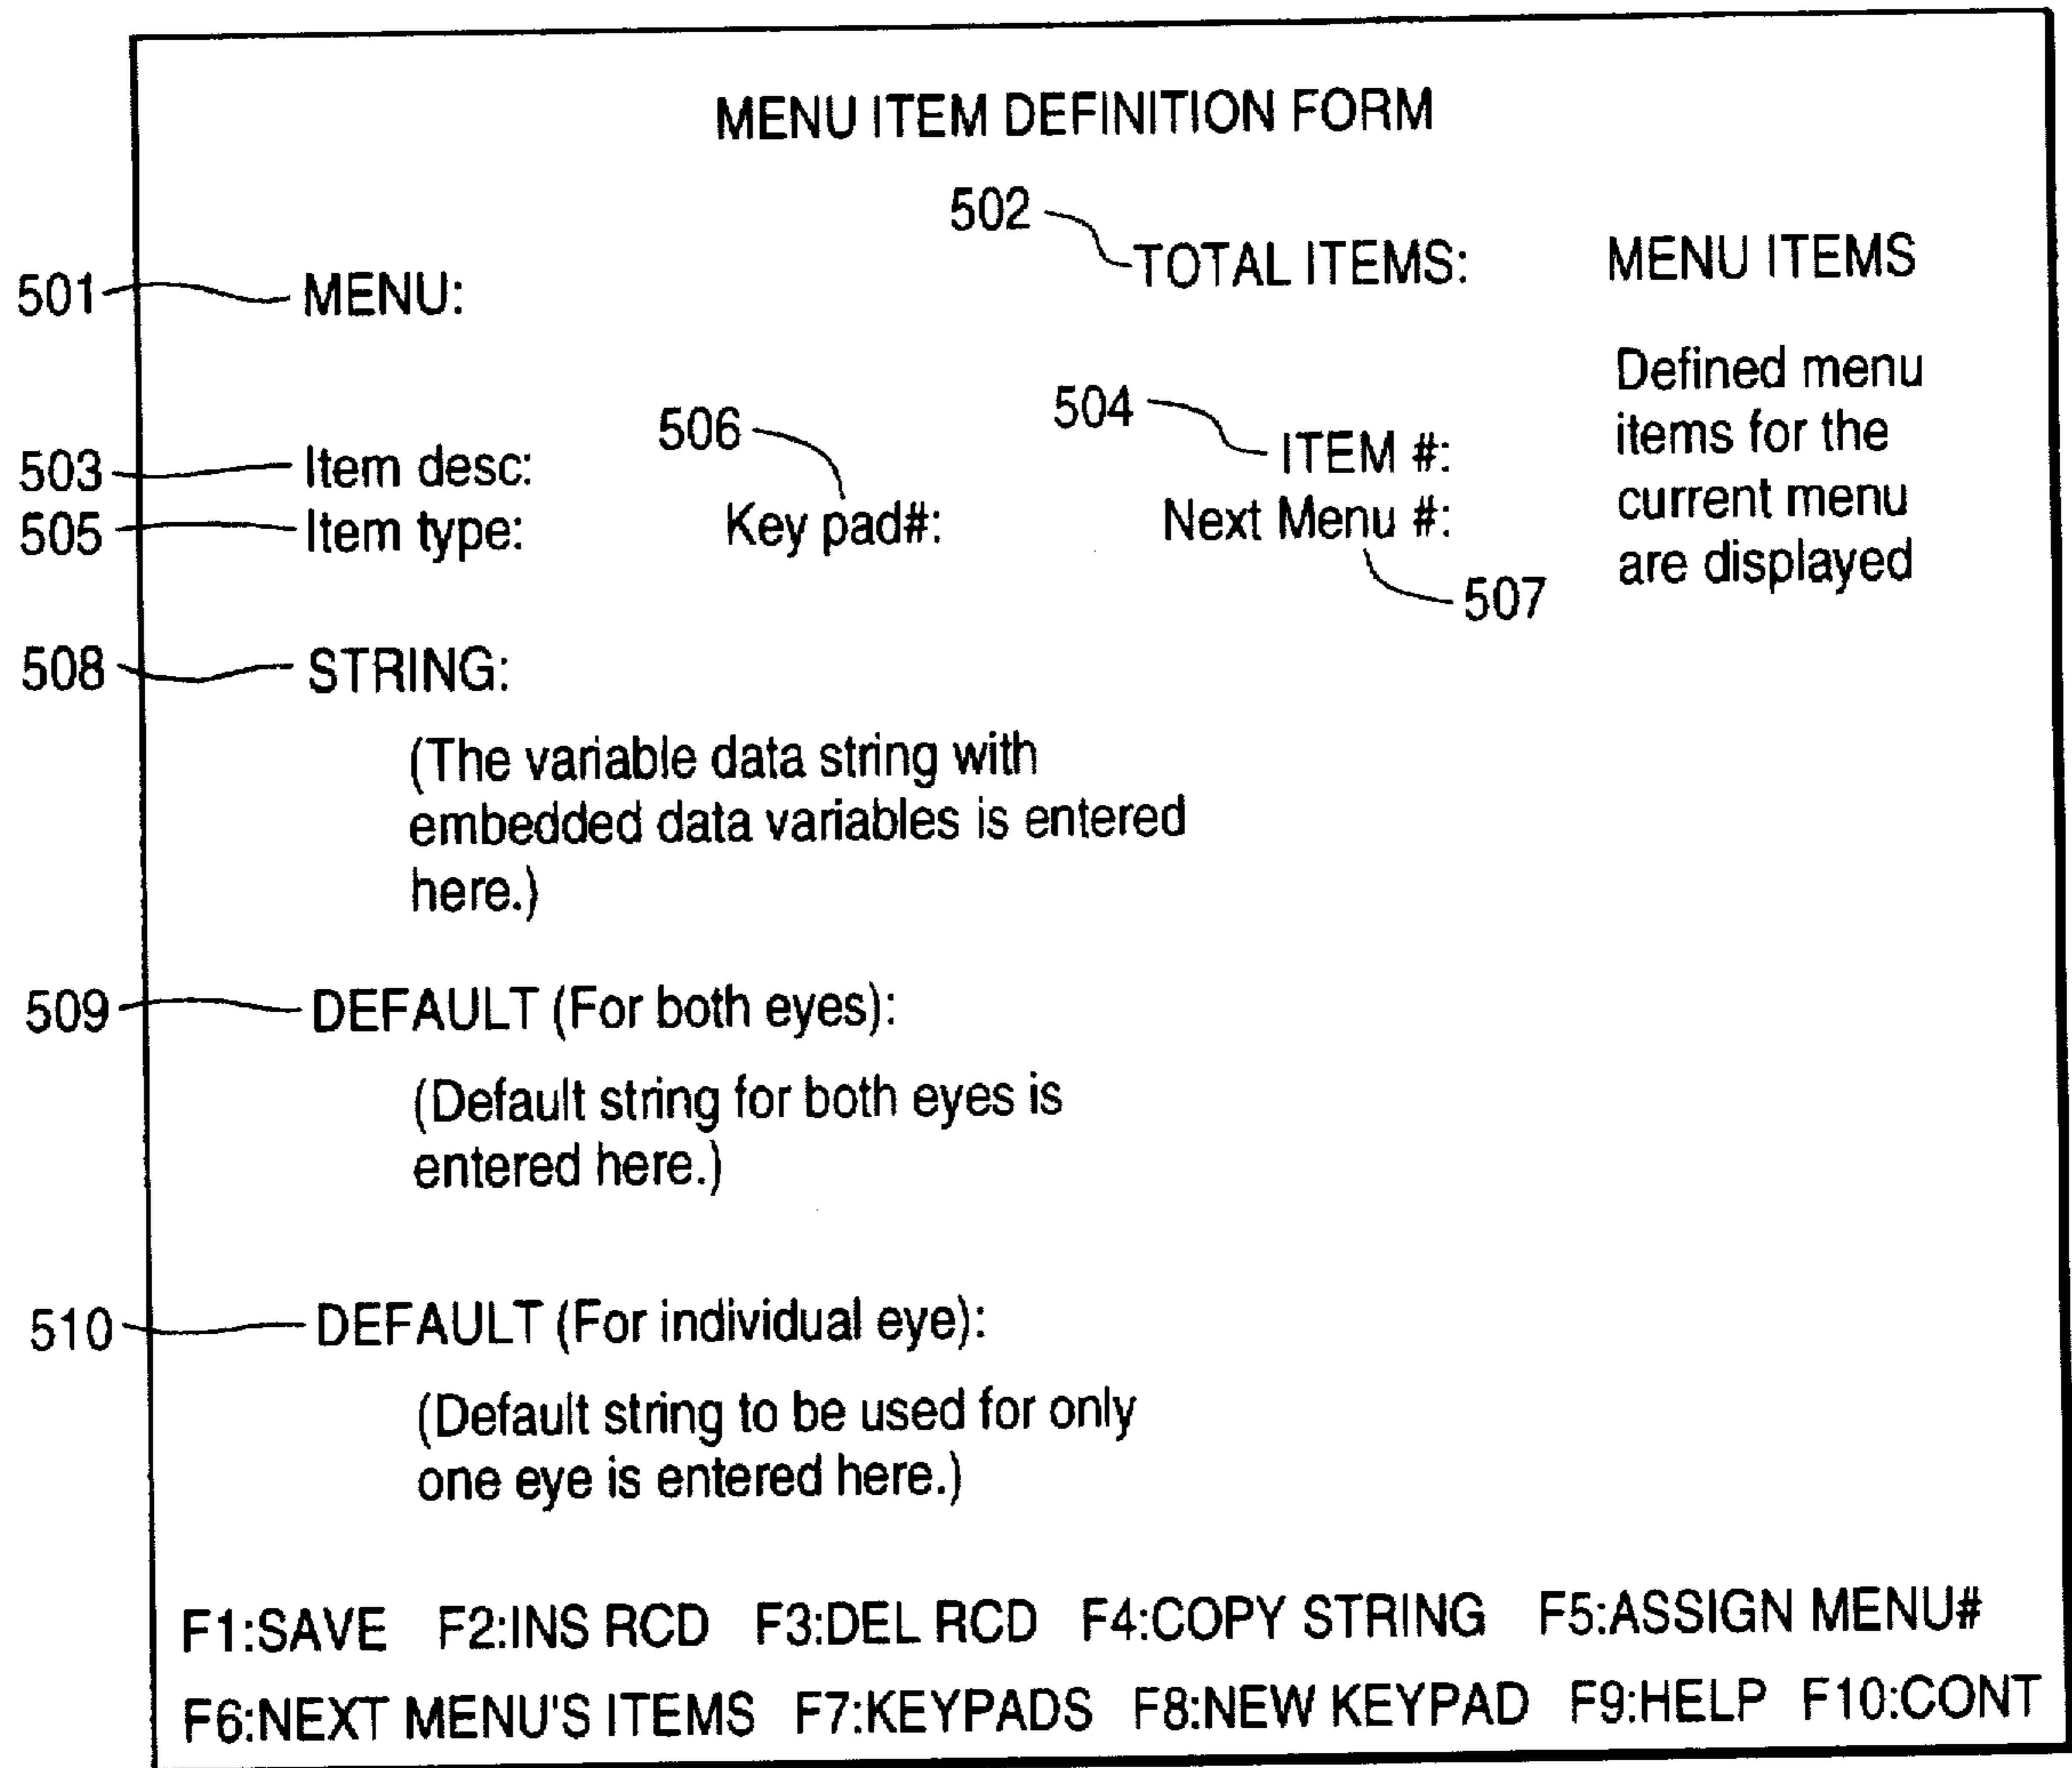 MENU ITEM DEFINITION FORM
502
TOTAL ITEMS: MENU ITEMS
501 MENU:
Defined menu
items for the
current menu
are displayed
506 504
503 Item desc: ITEM #:
505 Item type: Key pad#: Next Menu #:
507
508 STRING:
(The variable data string with
embedded data variables is entered
here.)
509 DEFAULT (For both eyes):
(Default string for both eyes is
entered here.)
510 DEFAULT (For individual eye):
(Default string to be used for only
one eye is entered here.)
F1:SAVE F2:INS RCD F3:DEL RCD F4:COPY STRING F5:ASSIGN MENU#
F6:NEXT MENU'S ITEMS F7:KEYPADS F8:NEW KEYPAD F9:HELP F10:CONT